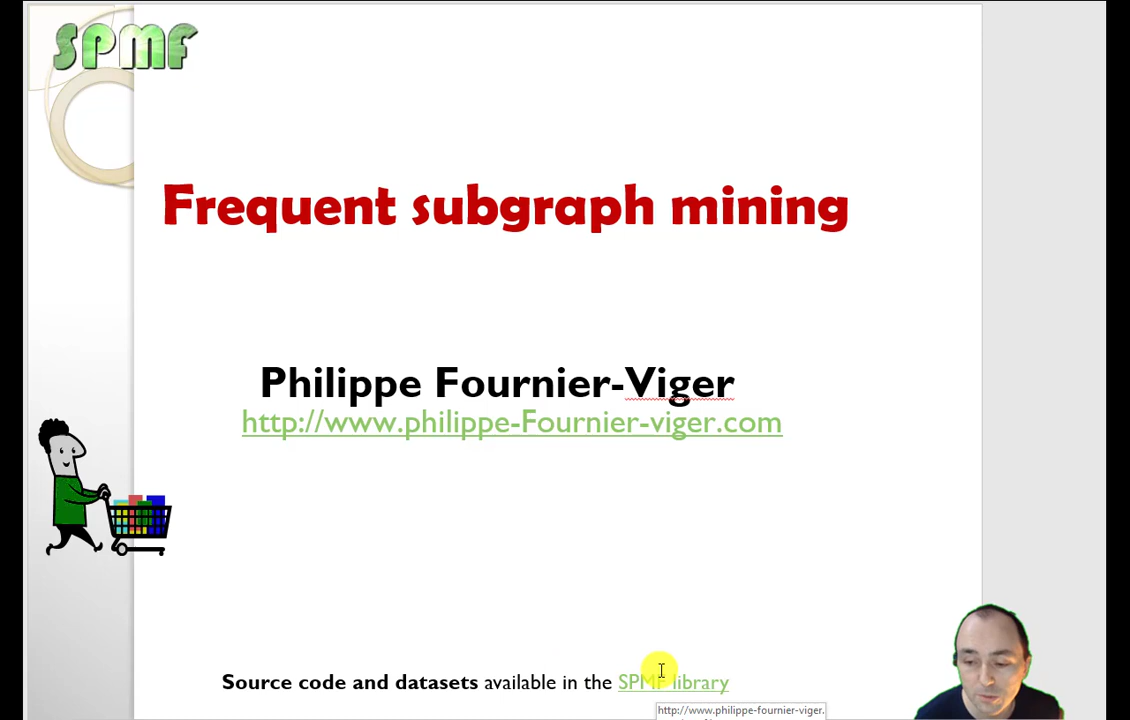 SPMF
Frequent subgraph mining
Philippe Fournier-Viger
http://www.philippe-Fournier-viger.com
Source code and datasets available in the SPMF library
http://www.philippe-fournier-viger.